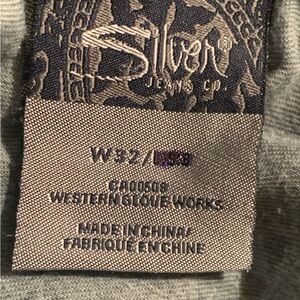 Silver®
JEANS CO.
W32/
CA00508
WESTERN GLOVE WORKS
MADE IN CHINA/
FABRIQUÉ EN CHINE